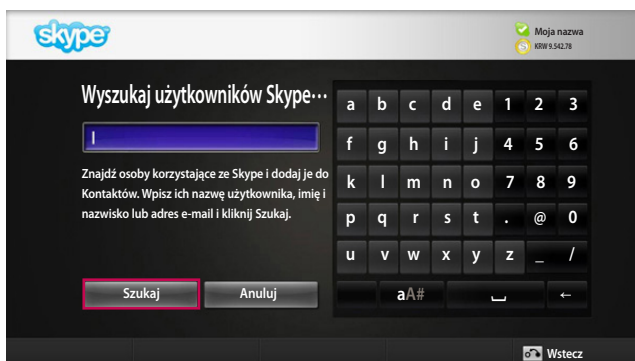 skype
Moja nazwa
KRW 9.542.78
Wyszukaj użytkowników Skype...
Znajdź osoby korzystające ze Skype i dodaj je do
Kontaktów. Wpisz ich nazwę użytkownika, imię i
nazwisko lub adres e-mail i kliknij Szukaj.
Szukaj Anuluj
a b c d e 1 2 3
f g h i j 4 5 6
k l m n o 7 8 9
p q r s t . @ 0
u v w x y z _ /
aA# ⎵ ←
Wstecz